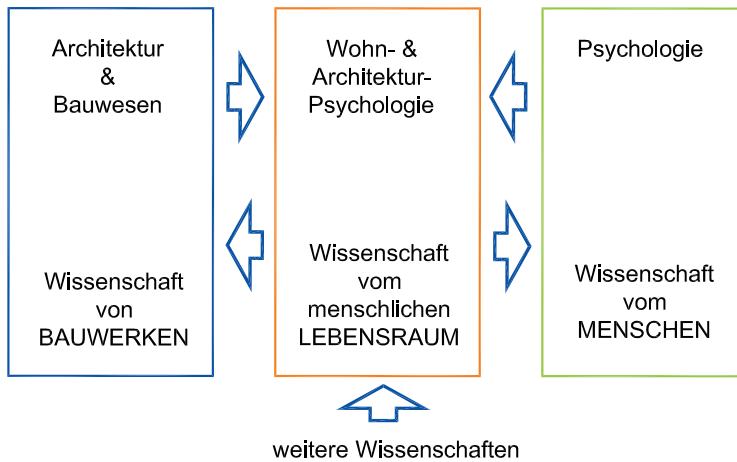 Architektur
&
Bauwesen
Wissenschaft
von
BAUWERKEN
Wohn- &
Architektur-
Psychologie
Wissenschaft
vom
menschlichen
LEBENSRAUM
Psychologie
Wissenschaft
vom
MENSCHEN
weitere Wissenschaften